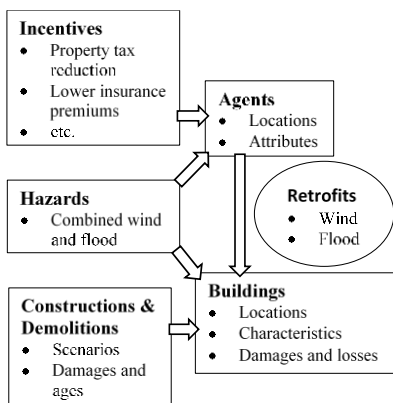 Incentives
• Property tax
reduction
• Lower insurance
premiums
• etc.
Agents
• Locations
• Attributes
Hazards
• Combined wind
and flood
Retrofits
• Wind
• Flood
Constructions &
Demolitions
• Scenarios
• Damages and
ages
Buildings
• Locations
• Characteristics
• Damages and losses